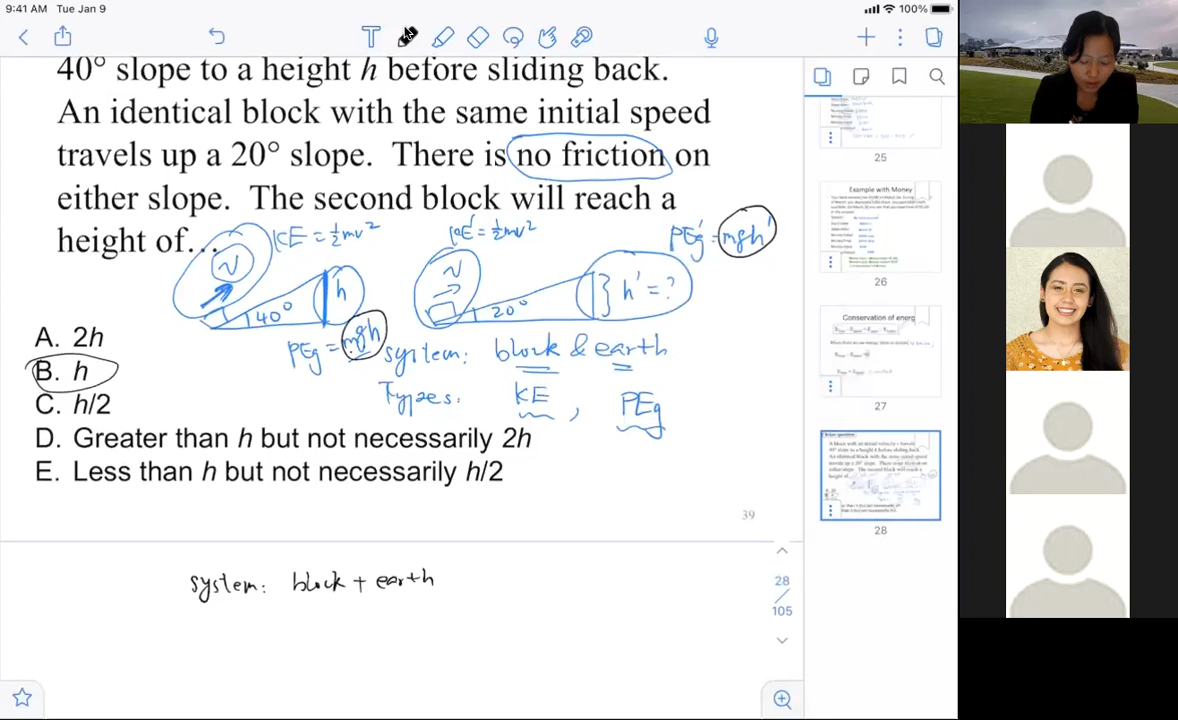 9:41 AM Tue Jan 9
100%
40° slope to a height h before sliding back.
An identical block with the same initial speed
travels up a 20° slope. There is no friction on
either slope. The second block will reach a
height of...
KE = ½mv²
KE' = ½mv²
PEg' = mgh'
v
40°
h
v
20°
h' = ?
PEg = mgh
system: block & earth
Types: KE, PEg
A. 2h
B. h
C. h/2
D. Greater than h but not necessarily 2h
E. Less than h but not necessarily h/2
39
system: block + earth
28
105
25
Example with Money
26
Conservation of energ
27
28